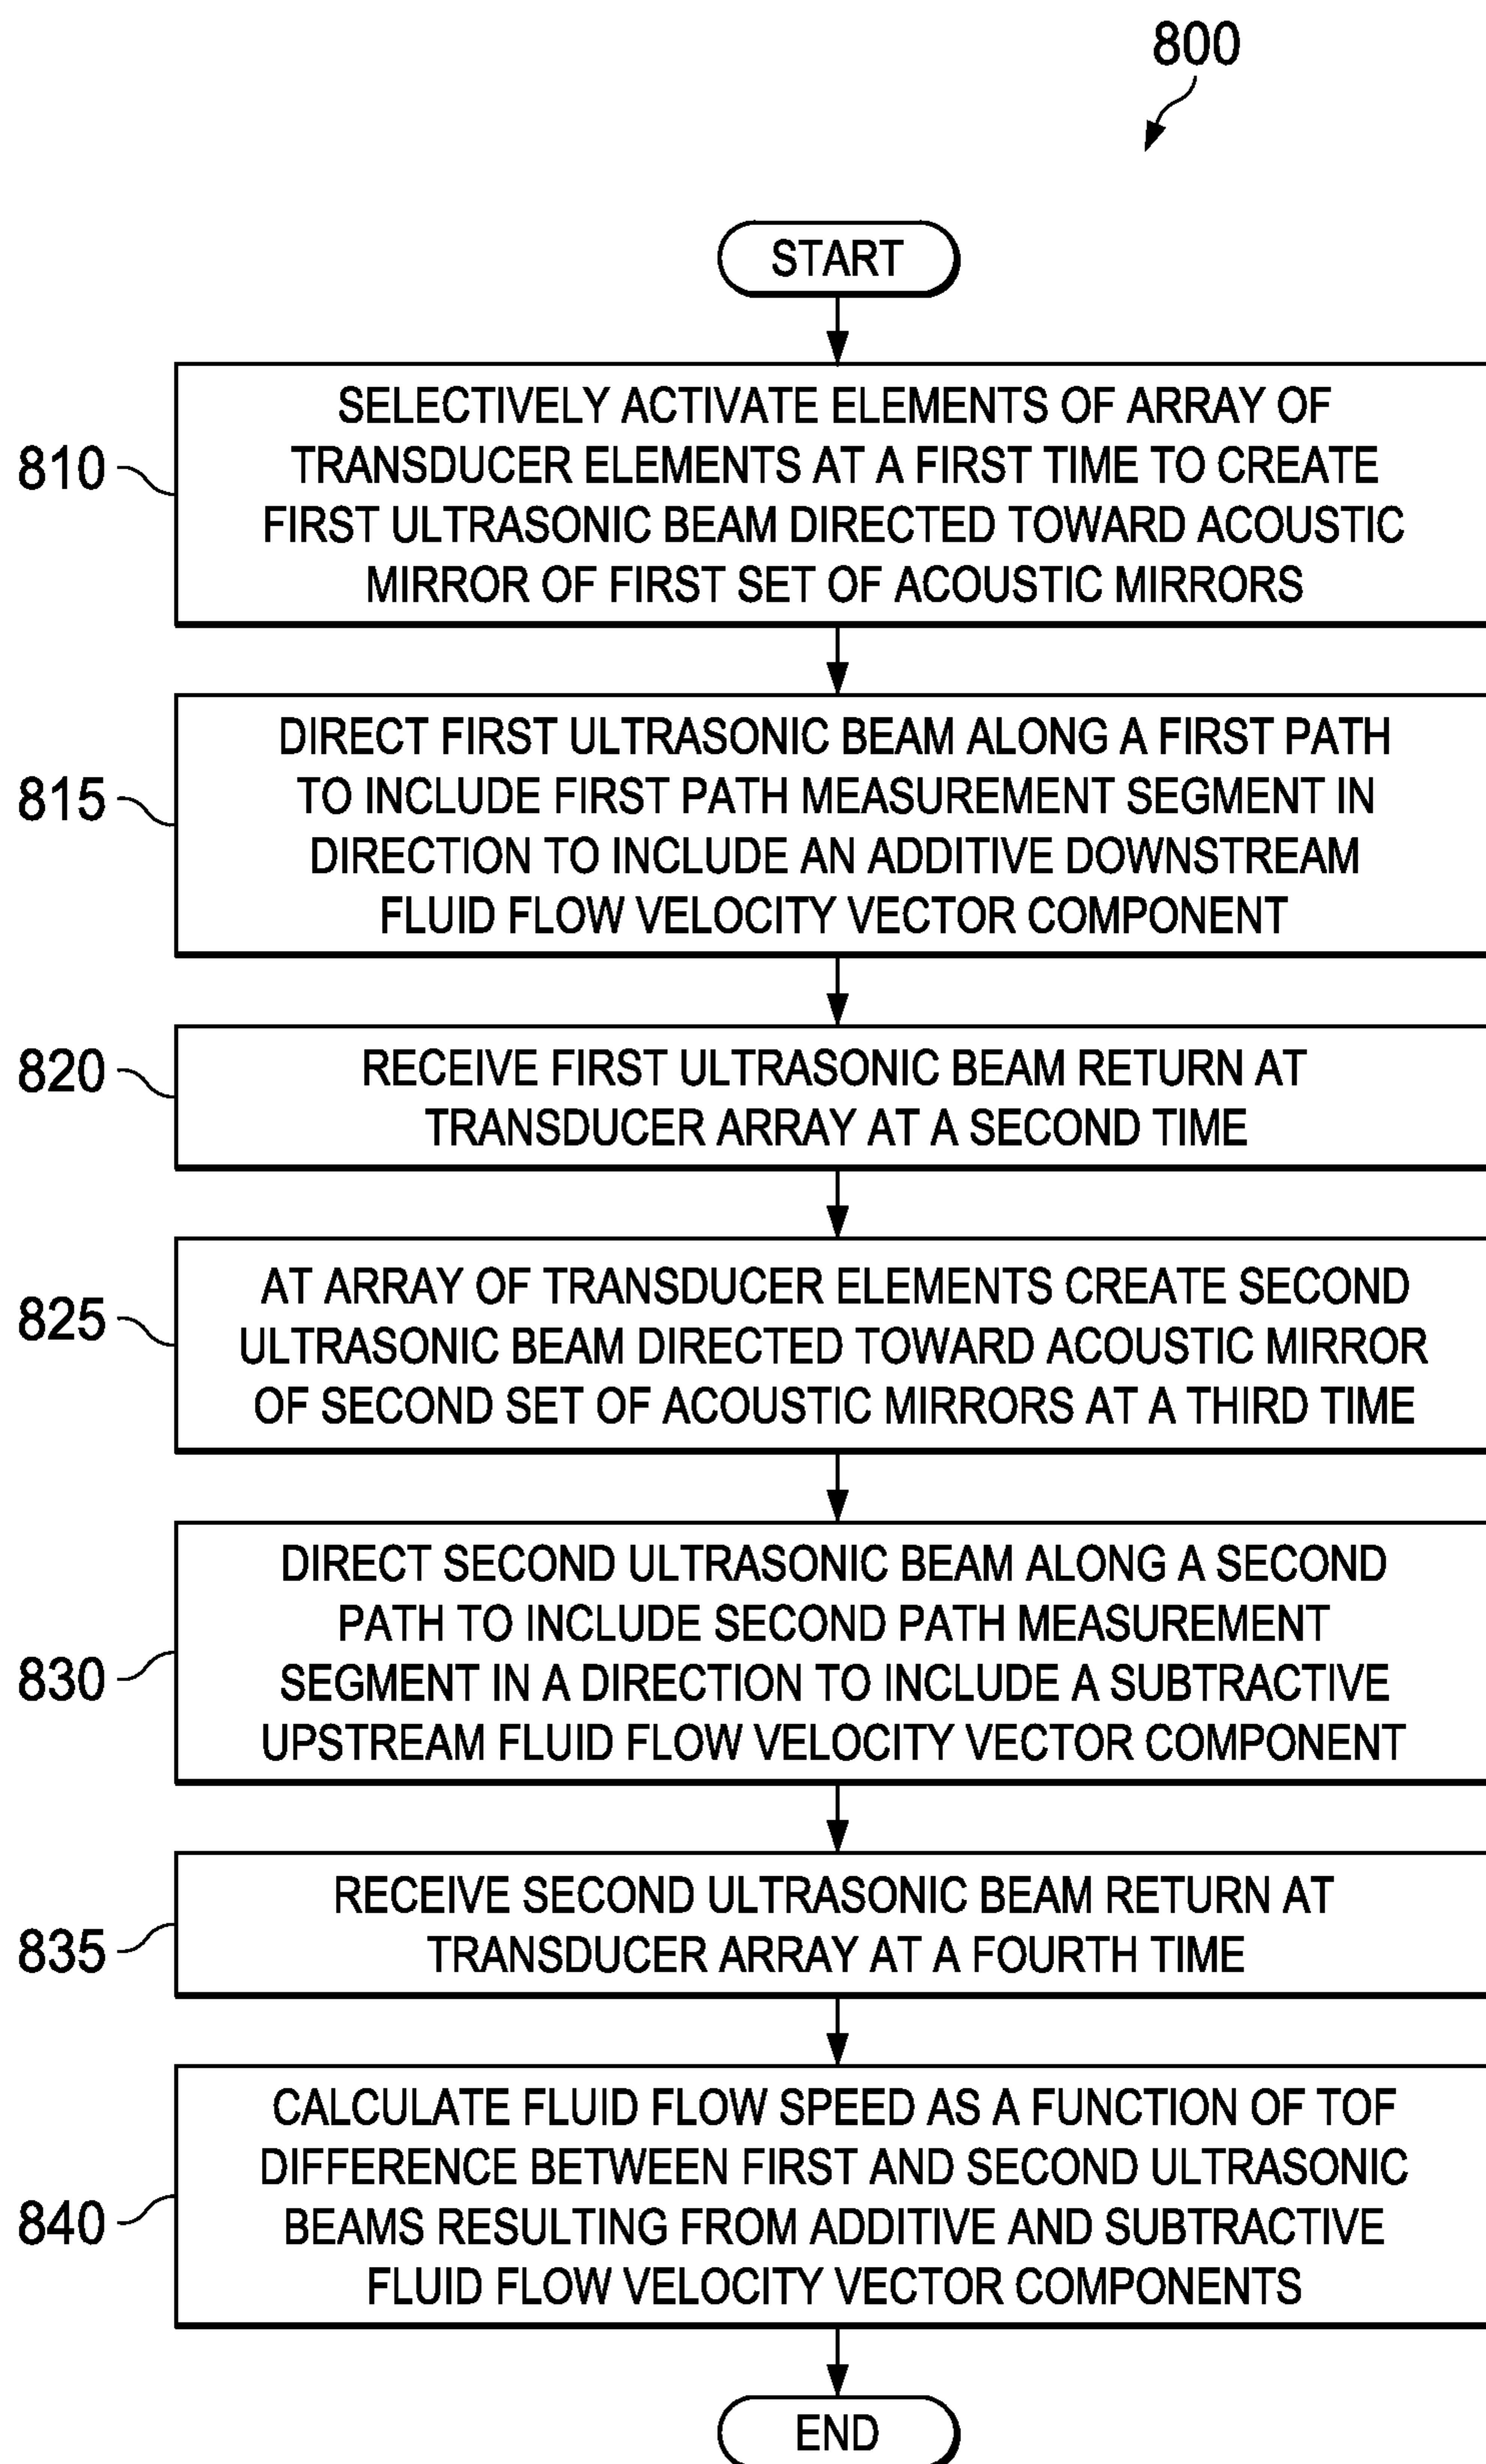 800
START
810
SELECTIVELY ACTIVATE ELEMENTS OF ARRAY OF
TRANSDUCER ELEMENTS AT A FIRST TIME TO CREATE
FIRST ULTRASONIC BEAM DIRECTED TOWARD ACOUSTIC
MIRROR OF FIRST SET OF ACOUSTIC MIRRORS
815
DIRECT FIRST ULTRASONIC BEAM ALONG A FIRST PATH
TO INCLUDE FIRST PATH MEASUREMENT SEGMENT IN
DIRECTION TO INCLUDE AN ADDITIVE DOWNSTREAM
FLUID FLOW VELOCITY VECTOR COMPONENT
820
RECEIVE FIRST ULTRASONIC BEAM RETURN AT
TRANSDUCER ARRAY AT A SECOND TIME
825
AT ARRAY OF TRANSDUCER ELEMENTS CREATE SECOND
ULTRASONIC BEAM DIRECTED TOWARD ACOUSTIC MIRROR
OF SECOND SET OF ACOUSTIC MIRRORS AT A THIRD TIME
830
DIRECT SECOND ULTRASONIC BEAM ALONG A SECOND
PATH TO INCLUDE SECOND PATH MEASUREMENT
SEGMENT IN A DIRECTION TO INCLUDE A SUBTRACTIVE
UPSTREAM FLUID FLOW VELOCITY VECTOR COMPONENT
835
RECEIVE SECOND ULTRASONIC BEAM RETURN AT
TRANSDUCER ARRAY AT A FOURTH TIME
840
CALCULATE FLUID FLOW SPEED AS A FUNCTION OF TOF
DIFFERENCE BETWEEN FIRST AND SECOND ULTRASONIC
BEAMS RESULTING FROM ADDITIVE AND SUBTRACTIVE
FLUID FLOW VELOCITY VECTOR COMPONENTS
END